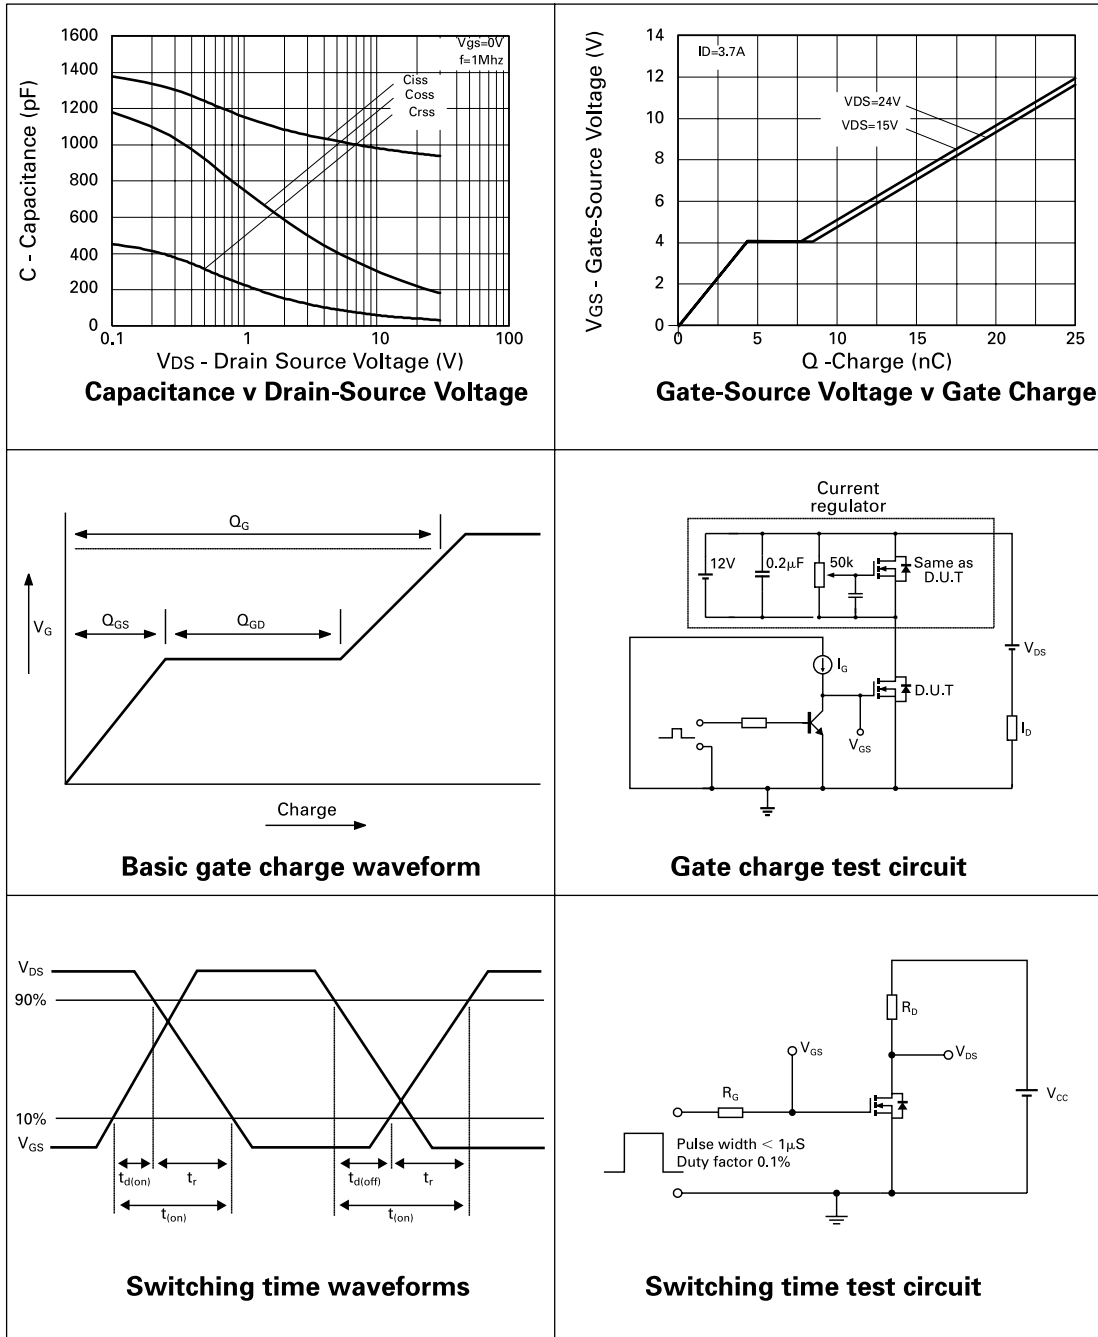 1600
1400
1200
1000
800
600
400
200
0
C - Capacitance (pF)
Vgs=0V
f=1Mhz
Ciss
Coss
Crss
0.1
1
10
100
VDS - Drain Source Voltage (V)
Capacitance v Drain-Source Voltage
14
12
10
8
6
4
2
0
VGS - Gate-Source Voltage (V)
ID=3.7A
VDS=24V
VDS=15V
0
5
10
15
20
25
Q -Charge (nC)
Gate-Source Voltage v Gate Charge
QG
QGS
QGD
VG
Charge
Basic gate charge waveform
Current
regulator
12V
0.2µF
50k
Same as
D.U.T
IG
D.U.T
VGS
VDS
ID
Gate charge test circuit
VDS
90%
10%
VGS
td(on)
tr
td(off)
tr
t(on)
t(on)
Switching time waveforms
RD
VGS
VDS
RG
VCC
Pulse width < 1µS
Duty factor 0.1%
Switching time test circuit